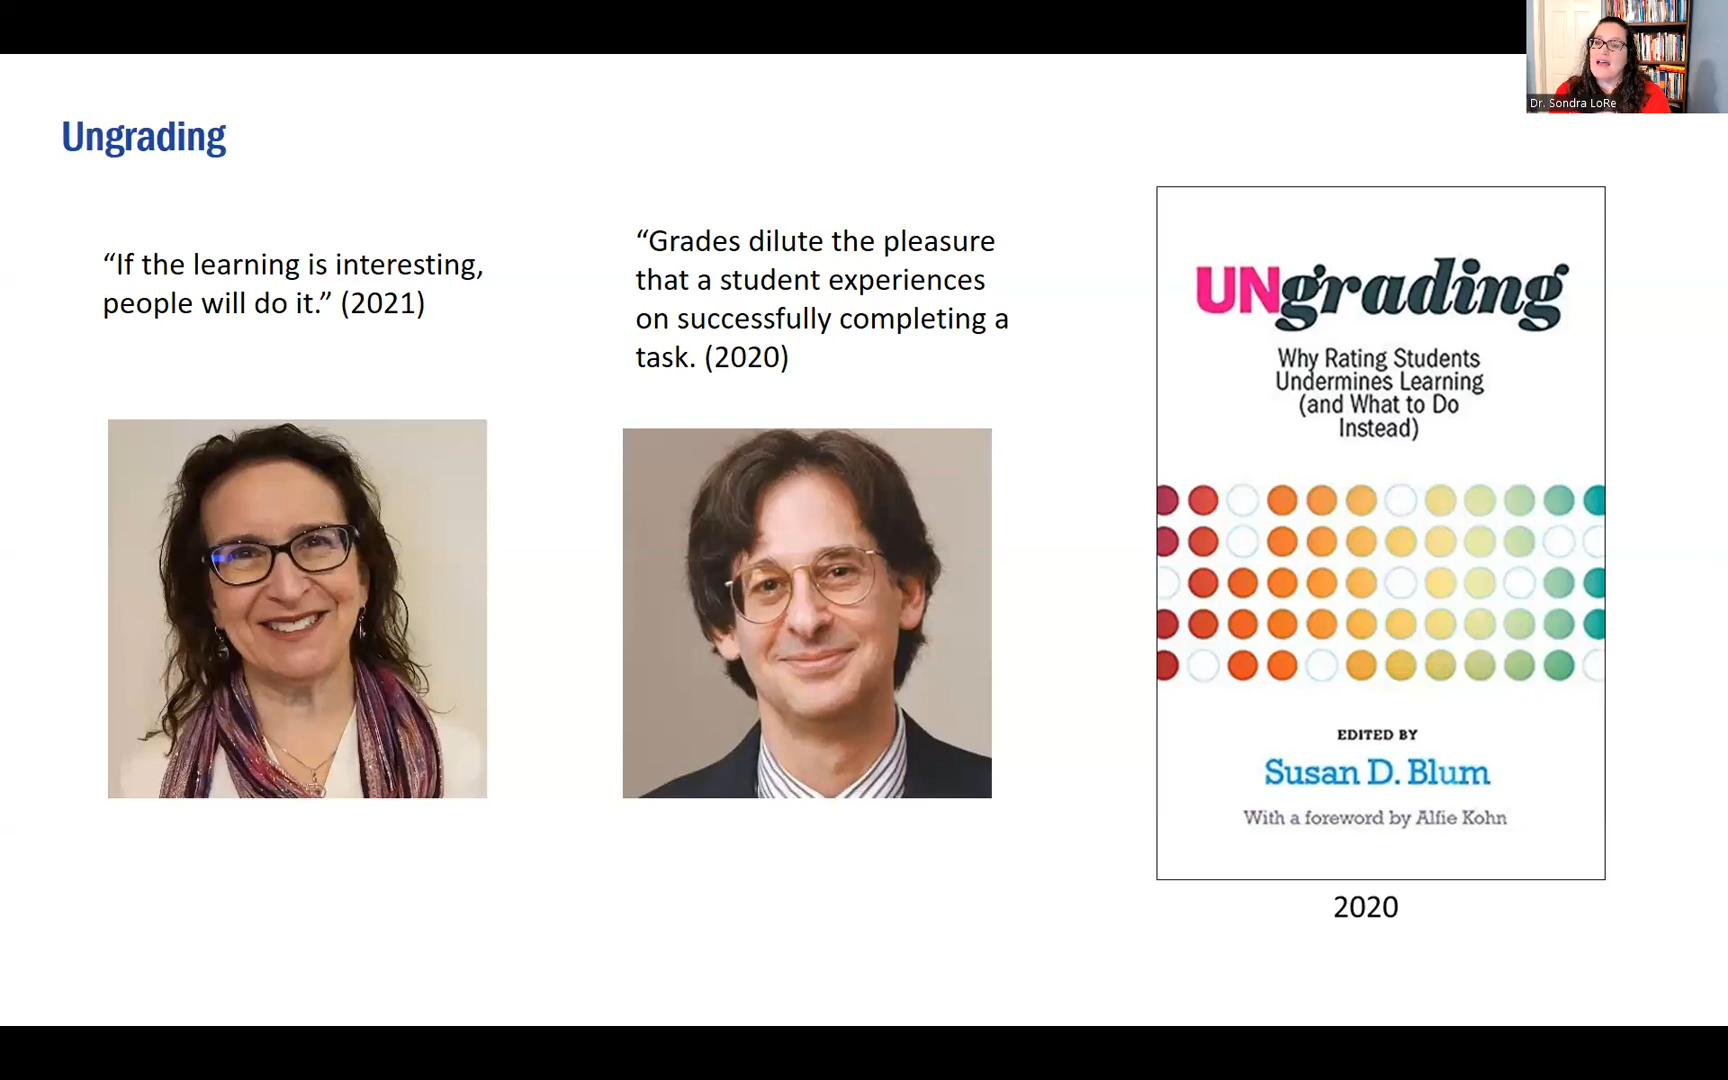 Dr. Sondra LoRe
Ungrading
“If the learning is interesting,
people will do it.” (2021)
“Grades dilute the pleasure
that a student experiences
on successfully completing a
task. (2020)
UNgrading
Why Rating Students
Undermines Learning
(and What to Do
Instead)
EDITED BY
Susan D. Blum
With a foreword by Alfie Kohn
2020